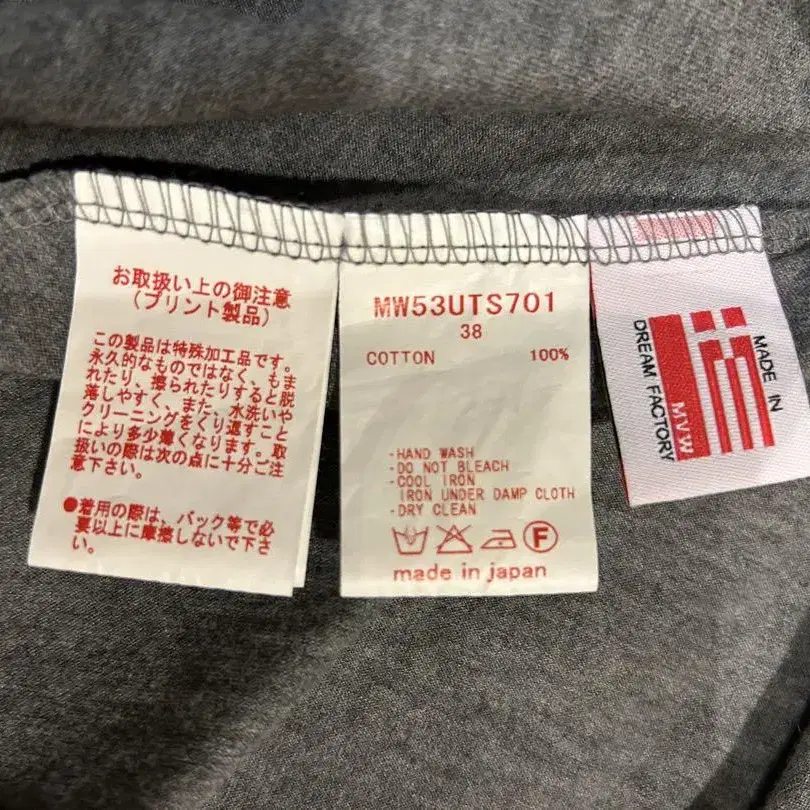 お取扱い上の御注意
(プリント製品)
この製品は特殊加工品です。
永久的なものではなく、もま
れたり、擦られたりすると脱
落しやすく、また、水洗いや
クリーニングをくり返すこと
により多少薄くなります。取
扱いの際は次の点に十分ご注
意下さい。
●着用の際は、バック等で必
要以上に摩擦しないで下さ
い。
MW53UTS701
38
COTTON 100%
-HAND WASH
-DO NOT BLEACH
-COOL IRON
IRON UNDER DAMP CLOTH
-DRY CLEAN
F
made in japan
MADE IN
MVW
DREAM FACTORY